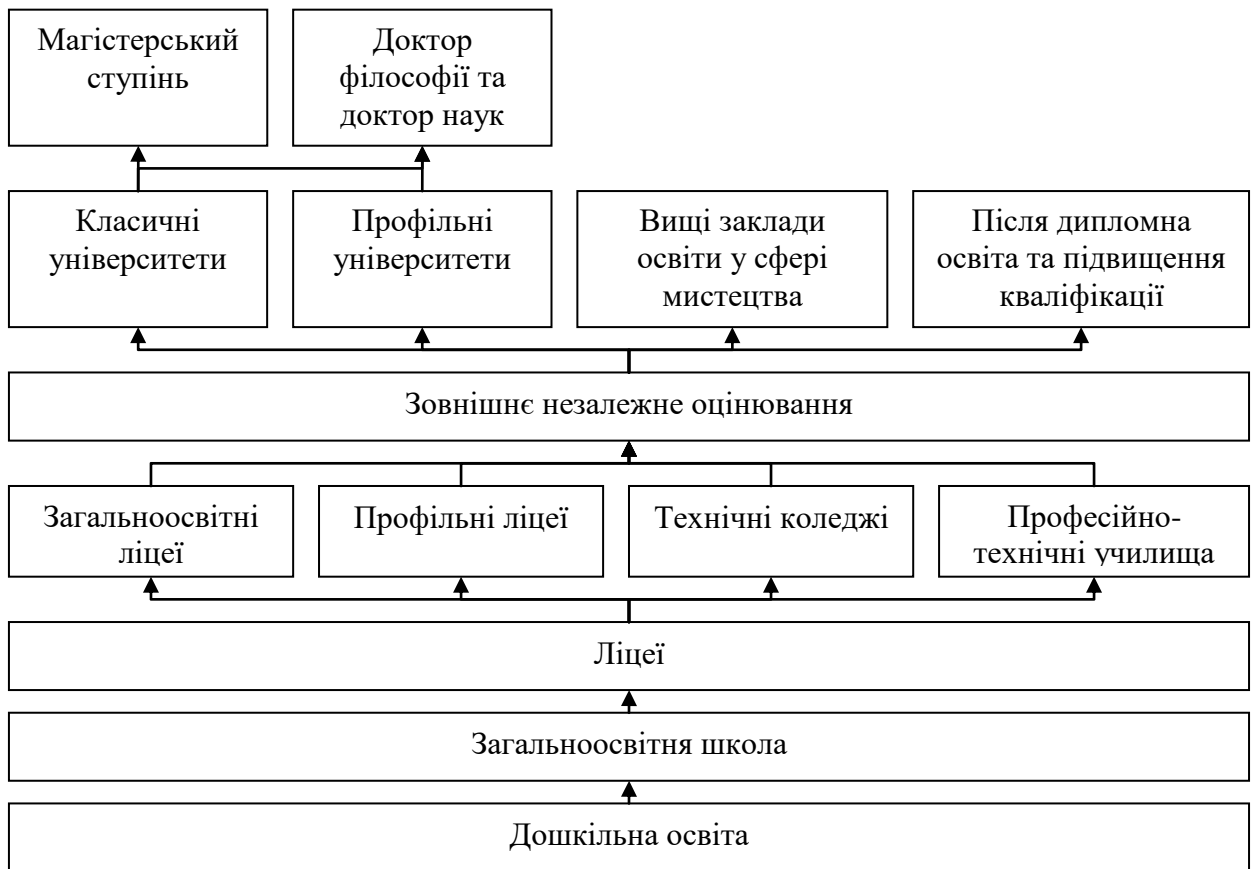 Магістерський
ступінь
Доктор
філософії та
доктор наук
Класичні
університети
Профільні
університети
Вищі заклади
освіти у сфері
мистецтва
Після дипломна
освіта та підвищення
кваліфікації
Зовнішнє незалежне оцінювання
Загальноосвітні
ліцеї
Профільні ліцеї
Технічні коледжі
Професійно-
технічні училища
Ліцеї
Загальноосвітня школа
Дошкільна освіта